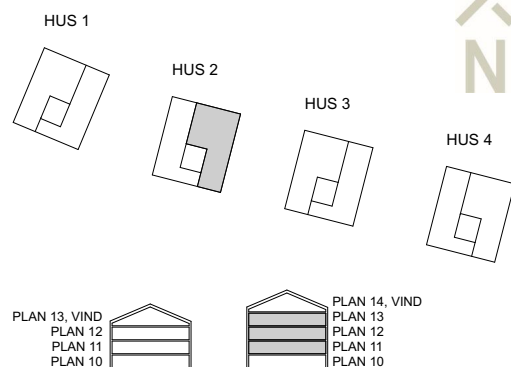 HUS 1
HUS 2
HUS 3
HUS 4
N
PLAN 13, VIND
PLAN 12
PLAN 11
PLAN 10
PLAN 14, VIND
PLAN 13
PLAN 12
PLAN 11
PLAN 10